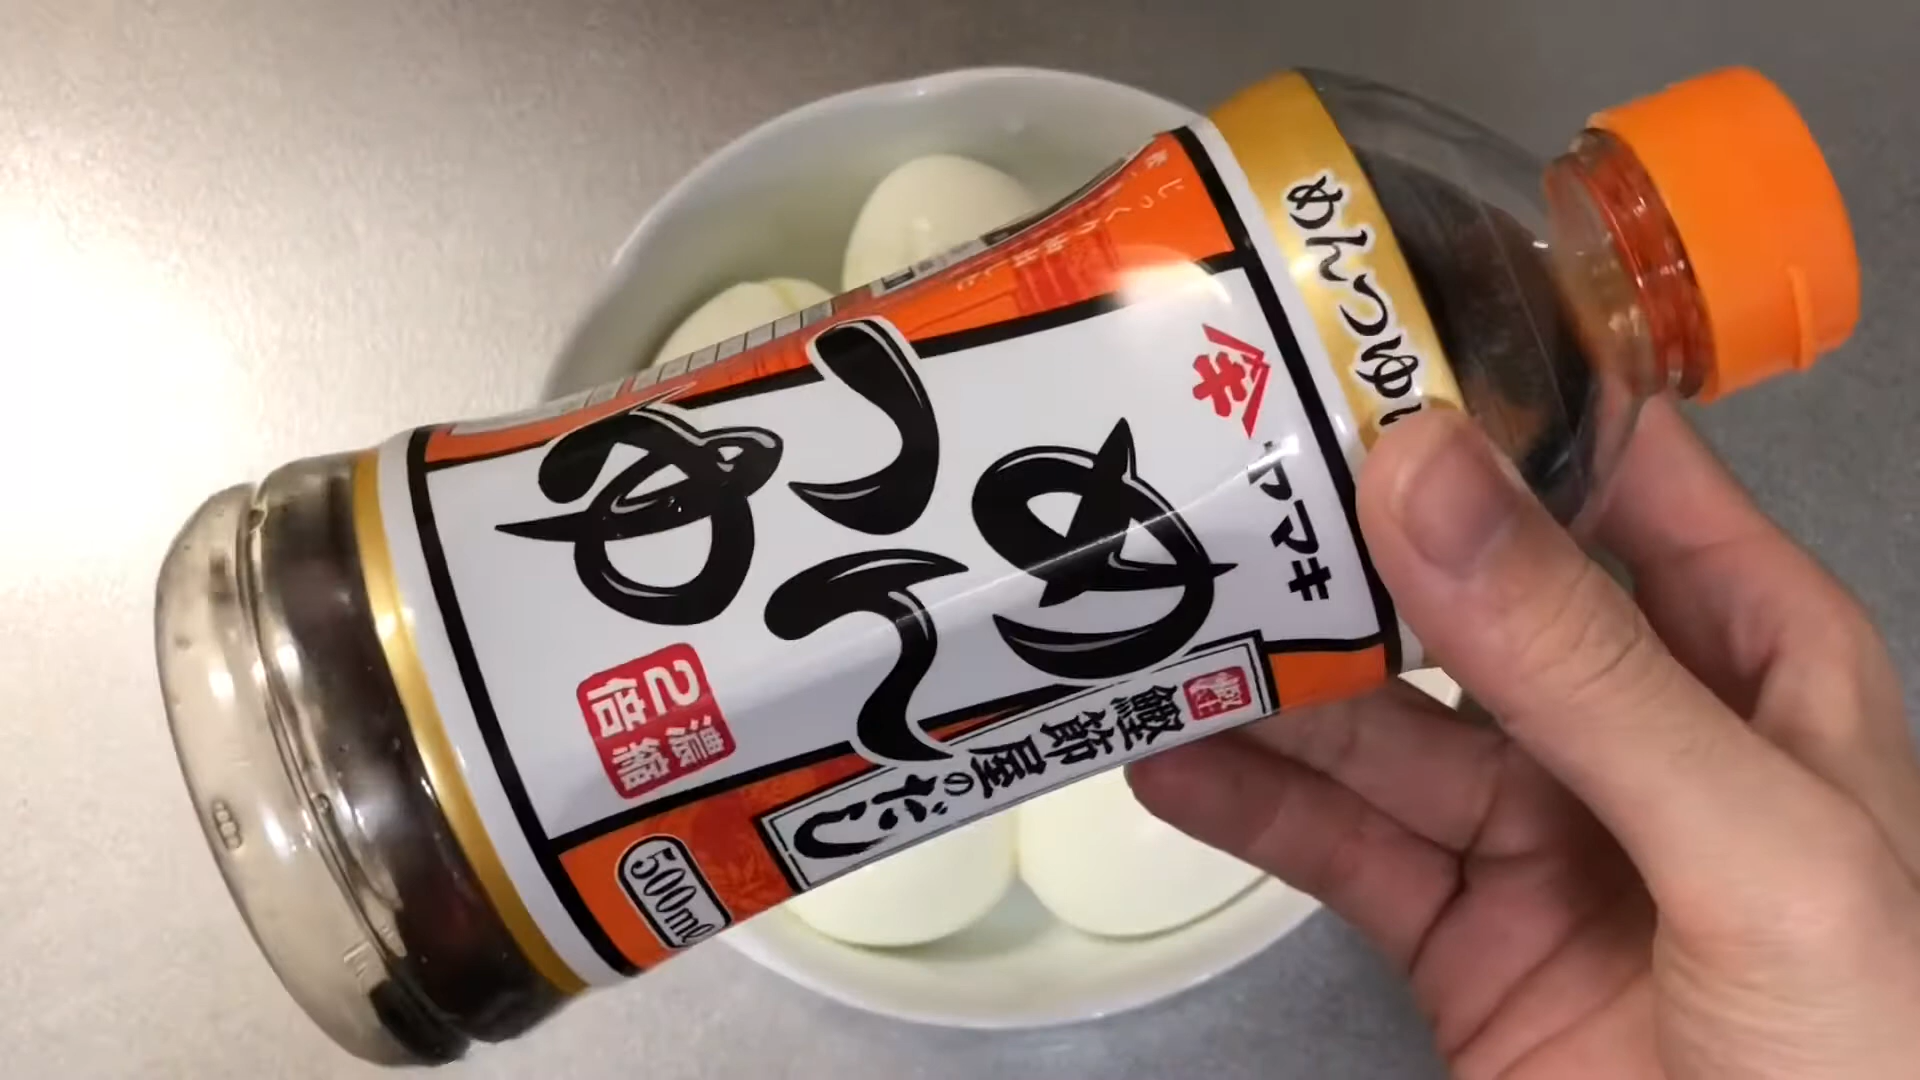 めんつゆ
ヤマキ
めんつゆ
鰹節屋のだし
濃縮
2倍
500ml